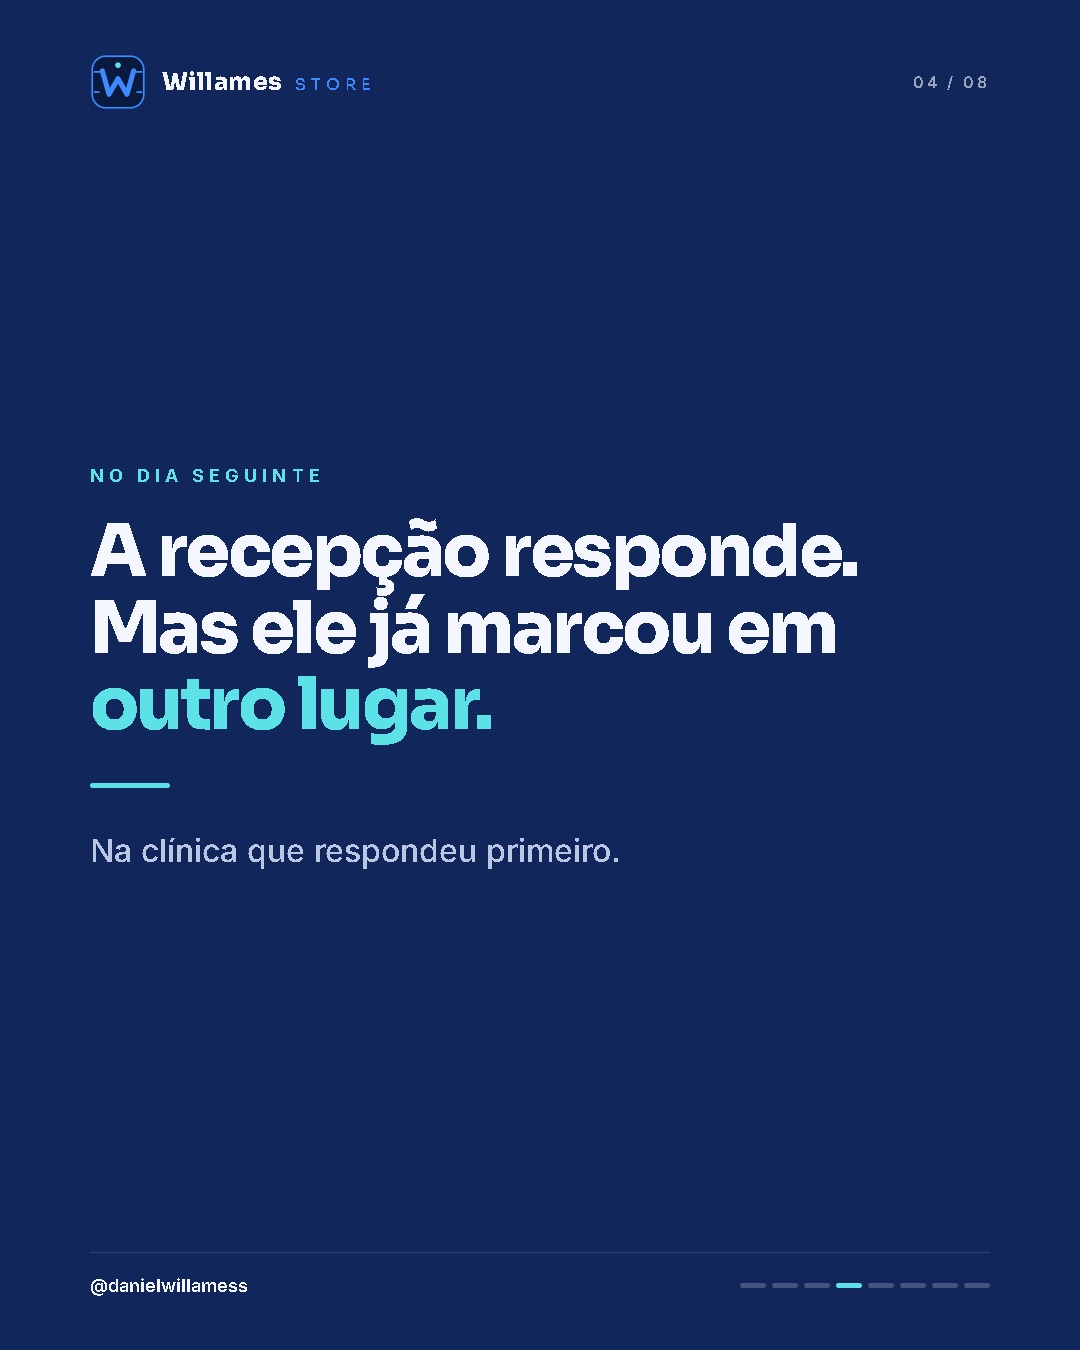 Willames STORE
04 / 08
NO DIA SEGUINTE
A recepção responde.
Mas ele já marcou em
outro lugar.
Na clínica que respondeu primeiro.
@danielwillamess